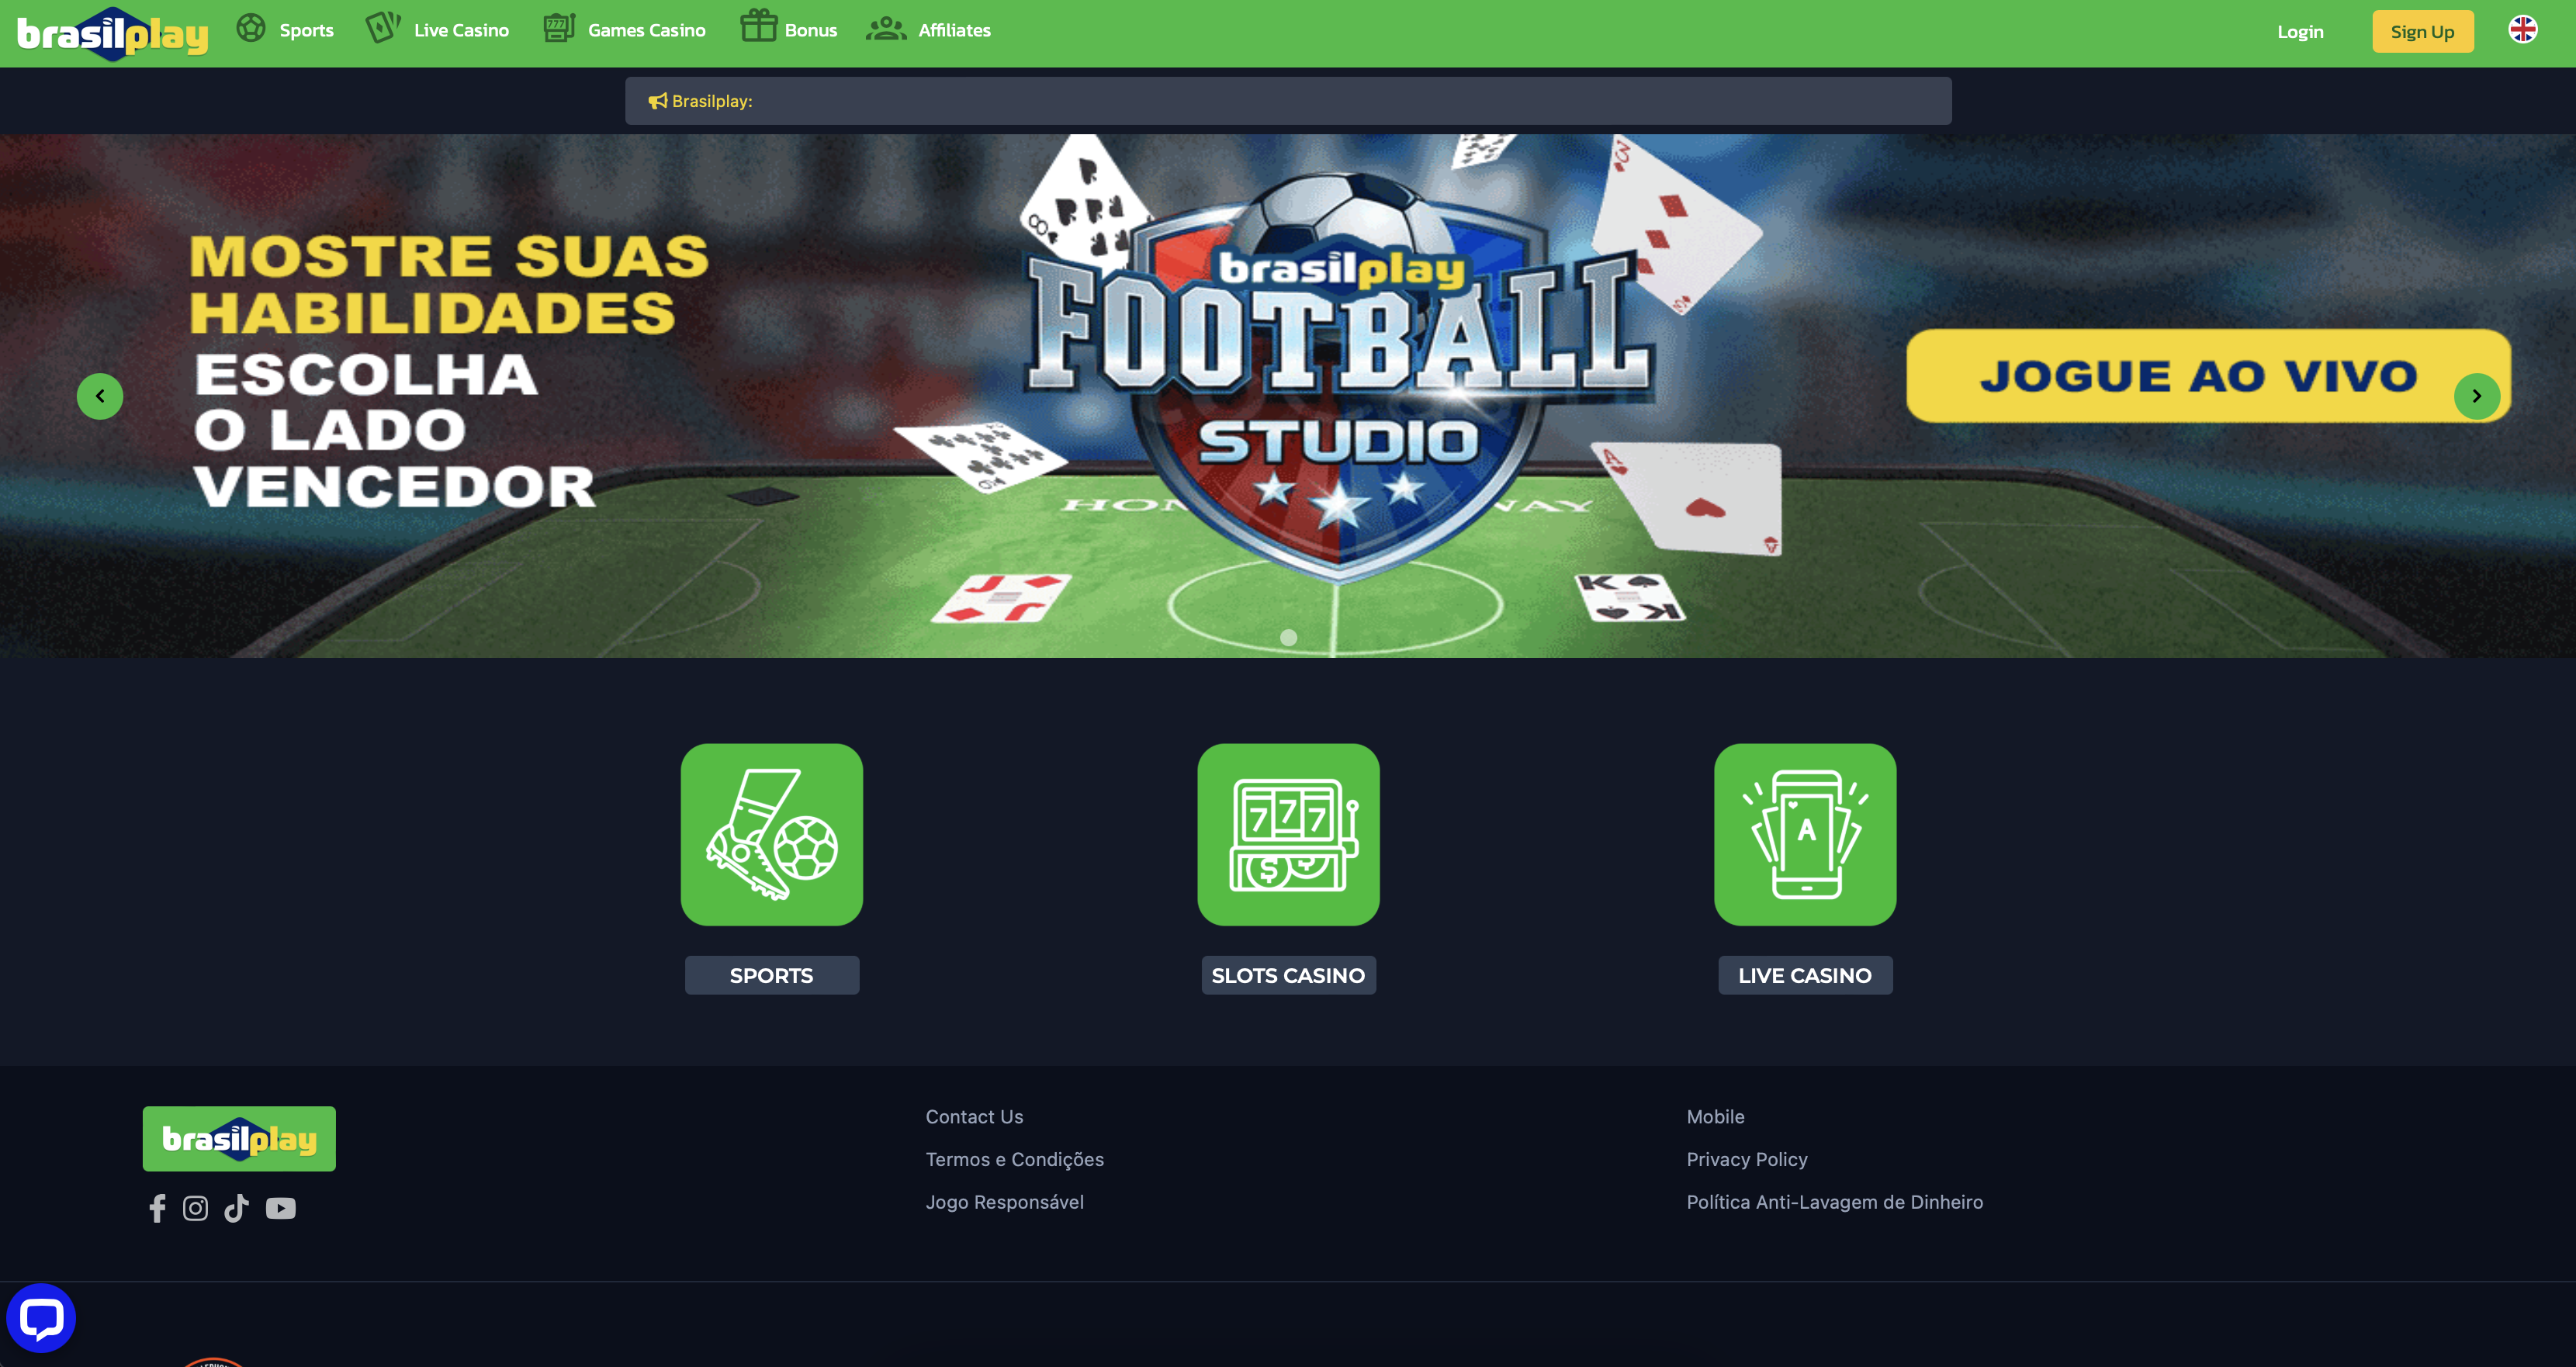 brasilplay
Sports
Live Casino
Games Casino
Bonus
Affiliates
Login
Sign Up
Brasilplay:
MOSTRE SUAS
HABILIDADES
ESCOLHA
O LADO
VENCEDOR
brasilplay
FOOTBALL
STUDIO
JOGUE AO VIVO
777
A
SPORTS
SLOTS CASINO
LIVE CASINO
brasilplay
Contact Us
Termos e Condições
Jogo Responsável
Mobile
Privacy Policy
Política Anti-Lavagem de Dinheiro